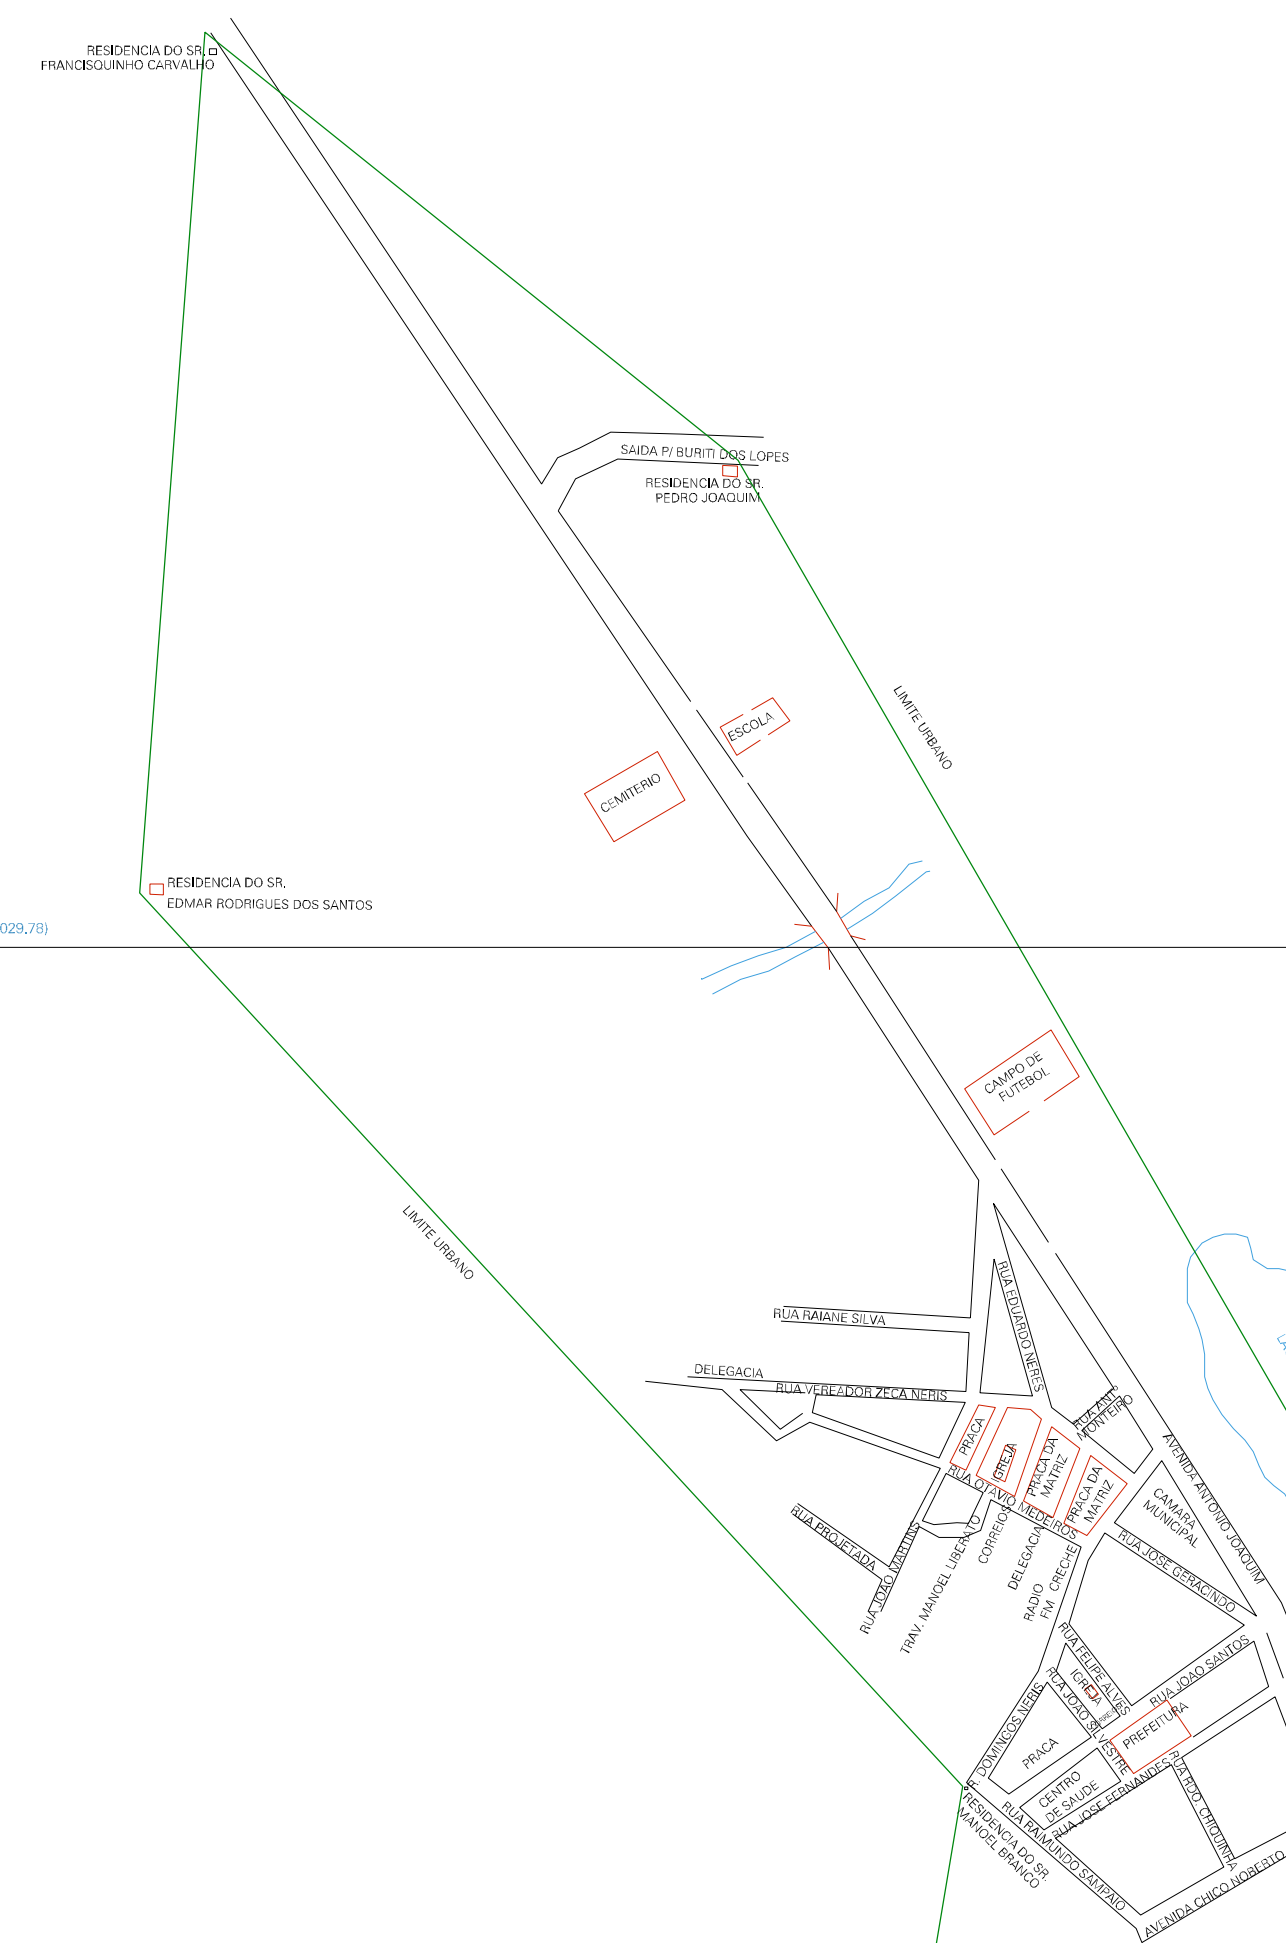 RESIDENCIA DO SR.
FRANCISQUINHO CARVALHO
SAIDA P/ BURITI DOS LOPES
RESIDENCIA DO SR.
PEDRO JOAQUIM
LIMITE URBANO
ESCOLA
CEMITERIO
RESIDENCIA DO SR.
EDMAR RODRIGUES DOS SANTOS
029.78)
CAMPO DE
FUTEBOL
LIMITE URBANO
RUA EDUARDO NERES
RUA RAIANE SILVA
DELEGACIA
RUA VEREADOR ZECA NERIS
RUA ANTº
MONTEIRO
PRACA
IGREJA
PRACA DA
MATRIZ
PRACA DA
MATRIZ
AVENIDA ANTONIO JOAQUIM
CAMARA
MUNICIPAL
RUA OTAVIO MEDEIROS
RUA PROJETADA
RUA JOAO MARTINS
TRAV. MANOEL LIBERATO
CORREIOS
DELEGACIA
RADIO
FM
CRECHE
RUA JOSE GERACINDO
RUA FELIPE ALVES
IGREJA
RUA JOAO SANTOS
RUA JOAO SILVESTRE
R. DOMINGOS NERIS
PREFEITURA
PRACA
CENTRO
DE SAUDE
RUA JOSE FERNANDES
RUA RDO. CHIQUINHA
RUA RAIMUNDO SAMPAIO
RESIDENCIA DO SR.
MANOEL BRANCO
AVENIDA CHICO NOBERTO